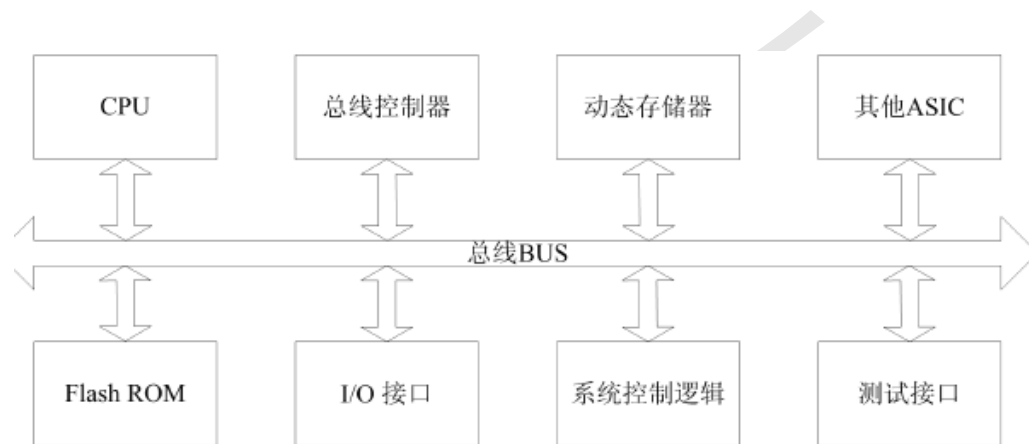 CPU
总线控制器
动态存储器
其他ASIC
总线BUS
Flash ROM
I/O 接口
系统控制逻辑
测试接口